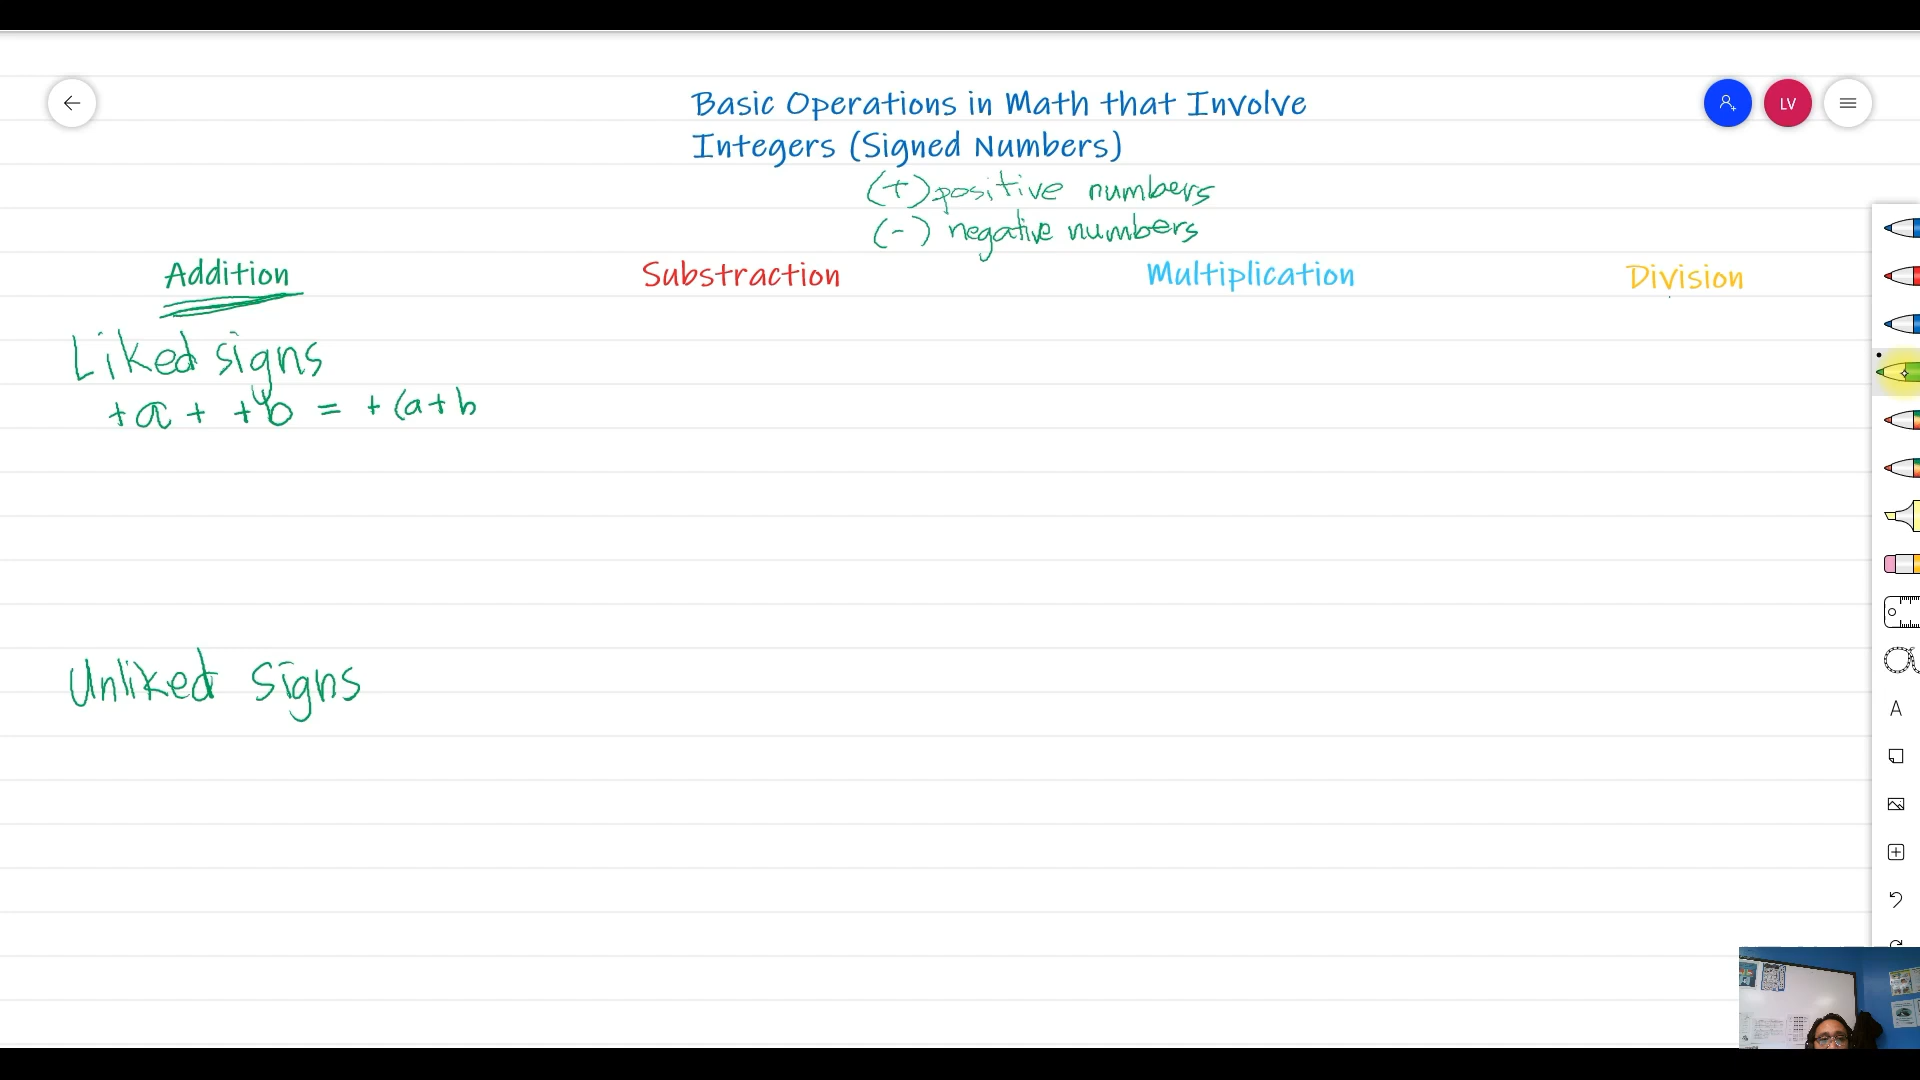 Basic Operations in Math that Involve
Integers (Signed Numbers)
LV
(+) positive numbers
(-) negative numbers
Addition
Substraction
Multiplication
Division
Liked signs
+a + +b = +(a+b
Unliked signs
A